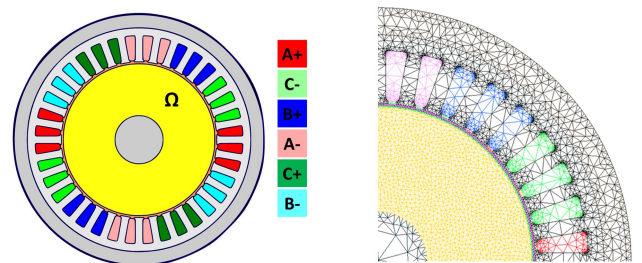 Ω
A+
C-
B+
A-
C+
B-